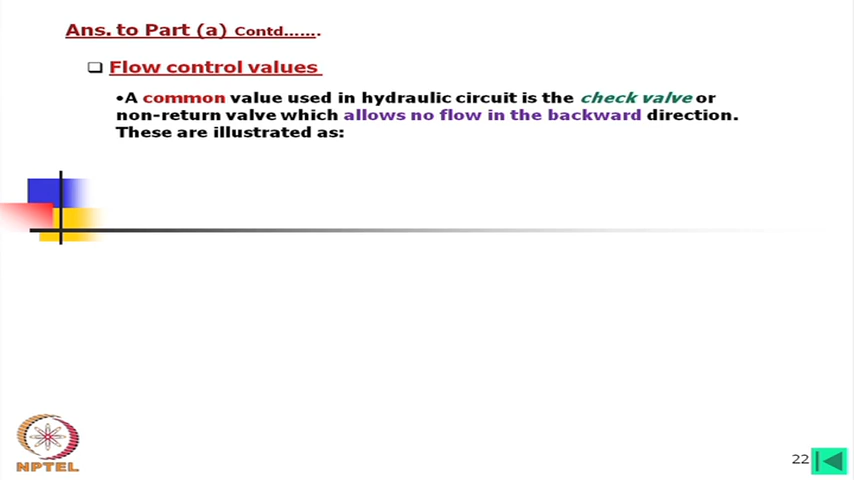 Ans. to Part (a) Contd…….
❑ Flow control values
•A common value used in hydraulic circuit is the check valve or
non-return valve which allows no flow in the backward direction.
These are illustrated as:
NPTEL
22